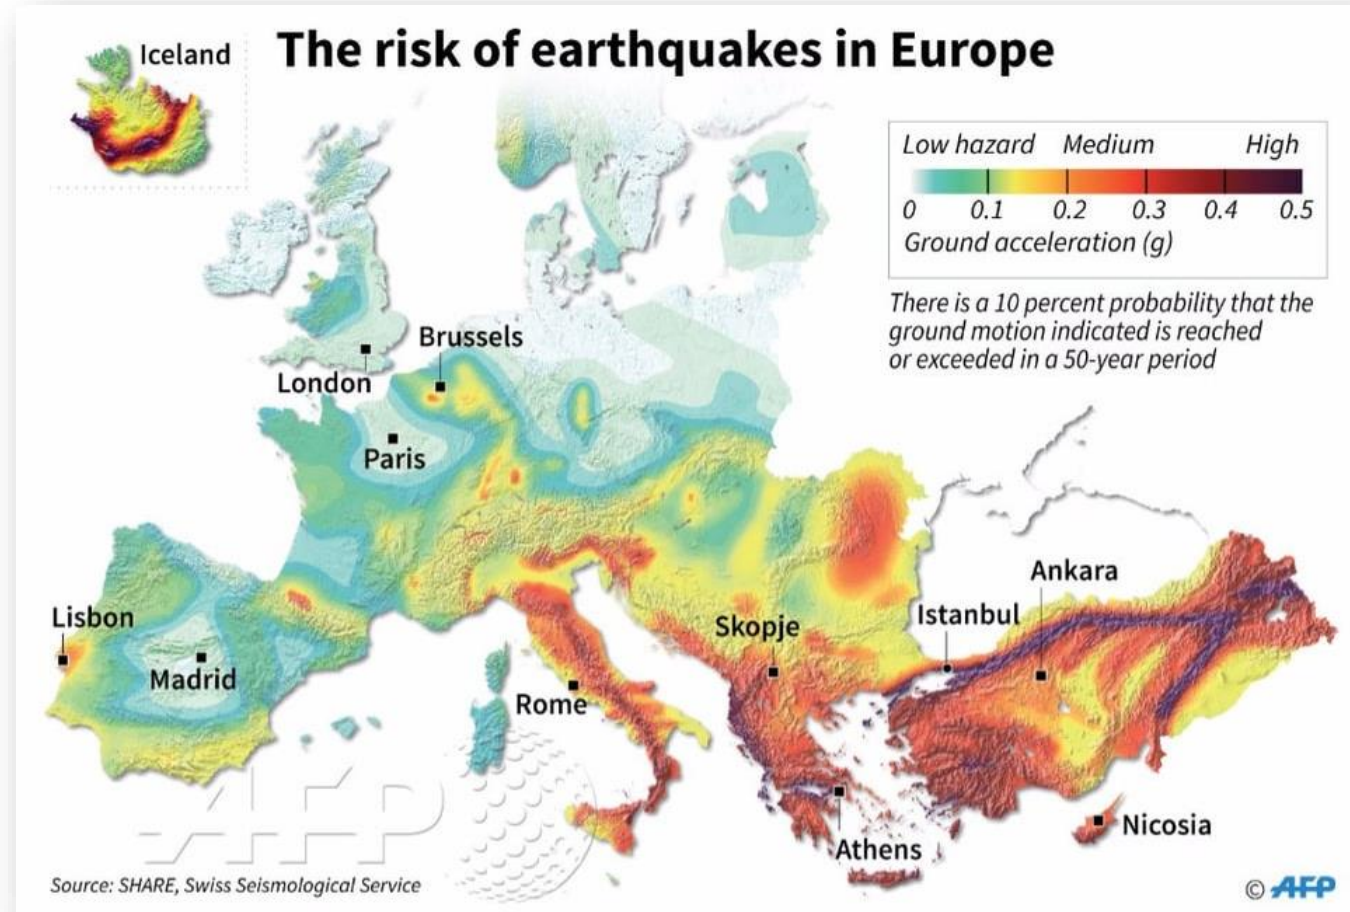 The risk of earthquakes in Europe
Iceland
Low hazard Medium High
0 0.1 0.2 0.3 0.4 0.5
Ground acceleration (g)
There is a 10 percent probability that the
ground motion indicated is reached
or exceeded in a 50-year period
Brussels
London
Paris
Ankara
Lisbon
Istanbul
Skopje
Madrid
Rome
Nicosia
Athens
AFP
Source: SHARE, Swiss Seismological Service
© AFP